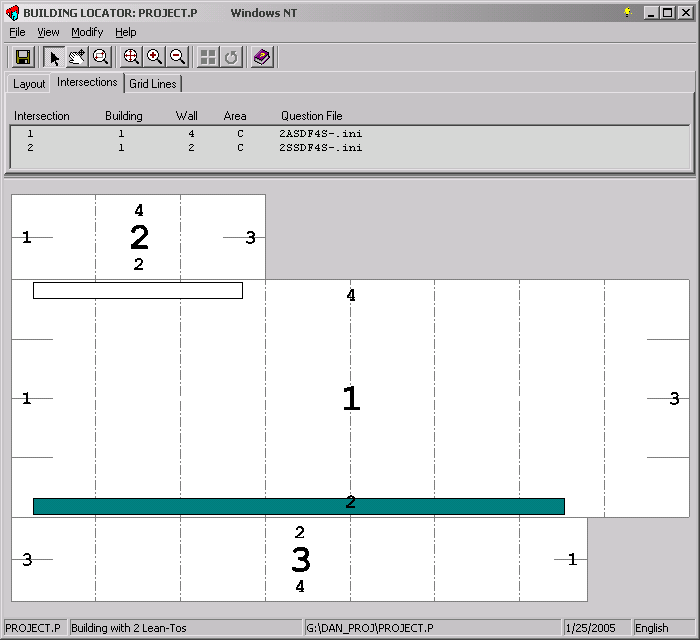 BUILDING LOCATOR: PROJECT.P Windows NT
File View Modify Help
Layout Intersections Grid Lines
Intersection Building Wall Area Question File
1 1 4 C 2ASDF4S-.ini
2 1 2 C 2SSDF4S-.ini
4
1 2 3
2
4
1 1 3
2
2
3 3 1
4
PROJECT.P Building with 2 Lean-Tos G:\DAN_PROJ\PROJECT.P 1/25/2005 English